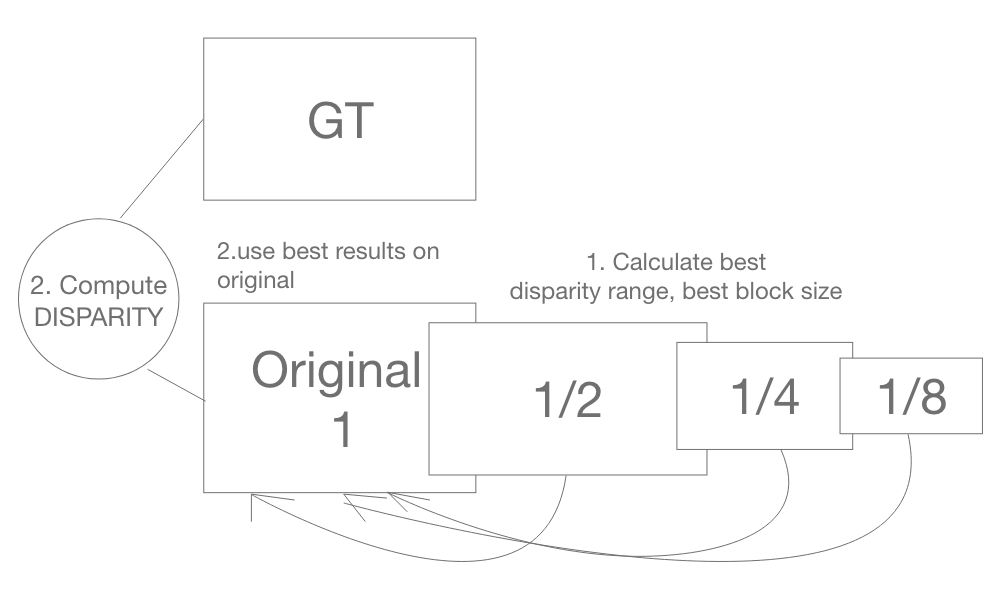 GT
2. Compute
DISPARITY
2.use best results on
original
1. Calculate best
disparity range, best block size
Original
1
1/2
1/4
1/8